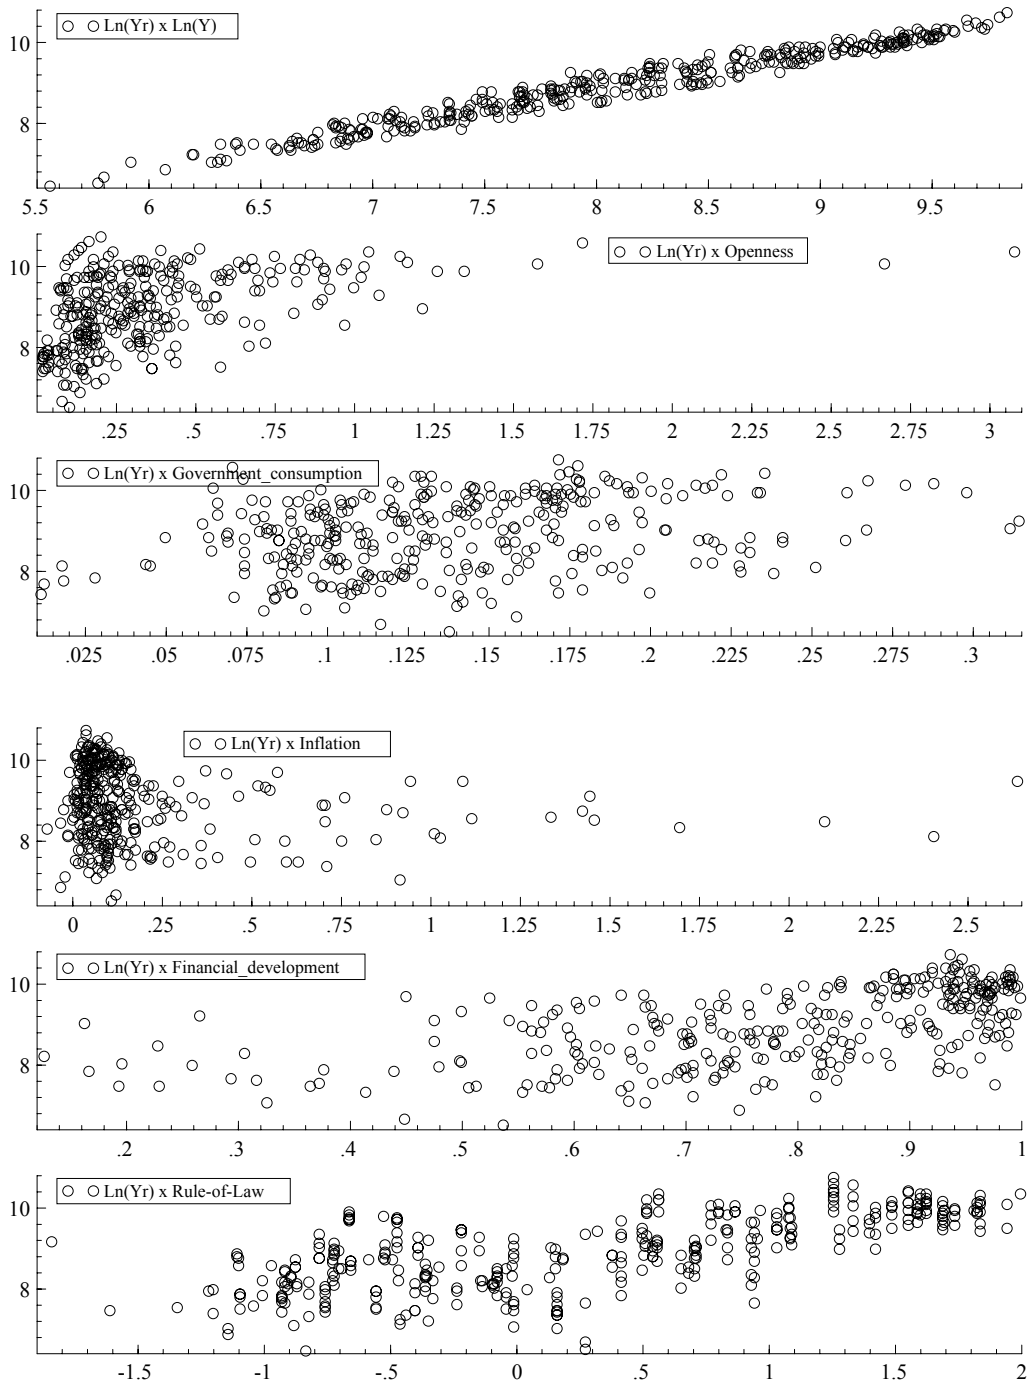 Ln(Yr) x Ln(Y)
10
8
5.5 6 6.5 7 7.5 8 8.5 9 9.5
Ln(Yr) x Openness
10
8
.25 .5 .75 1 1.25 1.5 1.75 2 2.25 2.5 2.75 3
Ln(Yr) x Government_consumption
10
8
.025 .05 .075 .1 .125 .15 .175 .2 .225 .25 .275 .3
Ln(Yr) x Inflation
10
8
0 .25 .5 .75 1 1.25 1.5 1.75 2 2.25 2.5
Ln(Yr) x Financial_development
10
8
.2 .3 .4 .5 .6 .7 .8 .9 1
Ln(Yr) x Rule-of-Law
10
8
-1.5 -1 -.5 0 .5 1 1.5 2